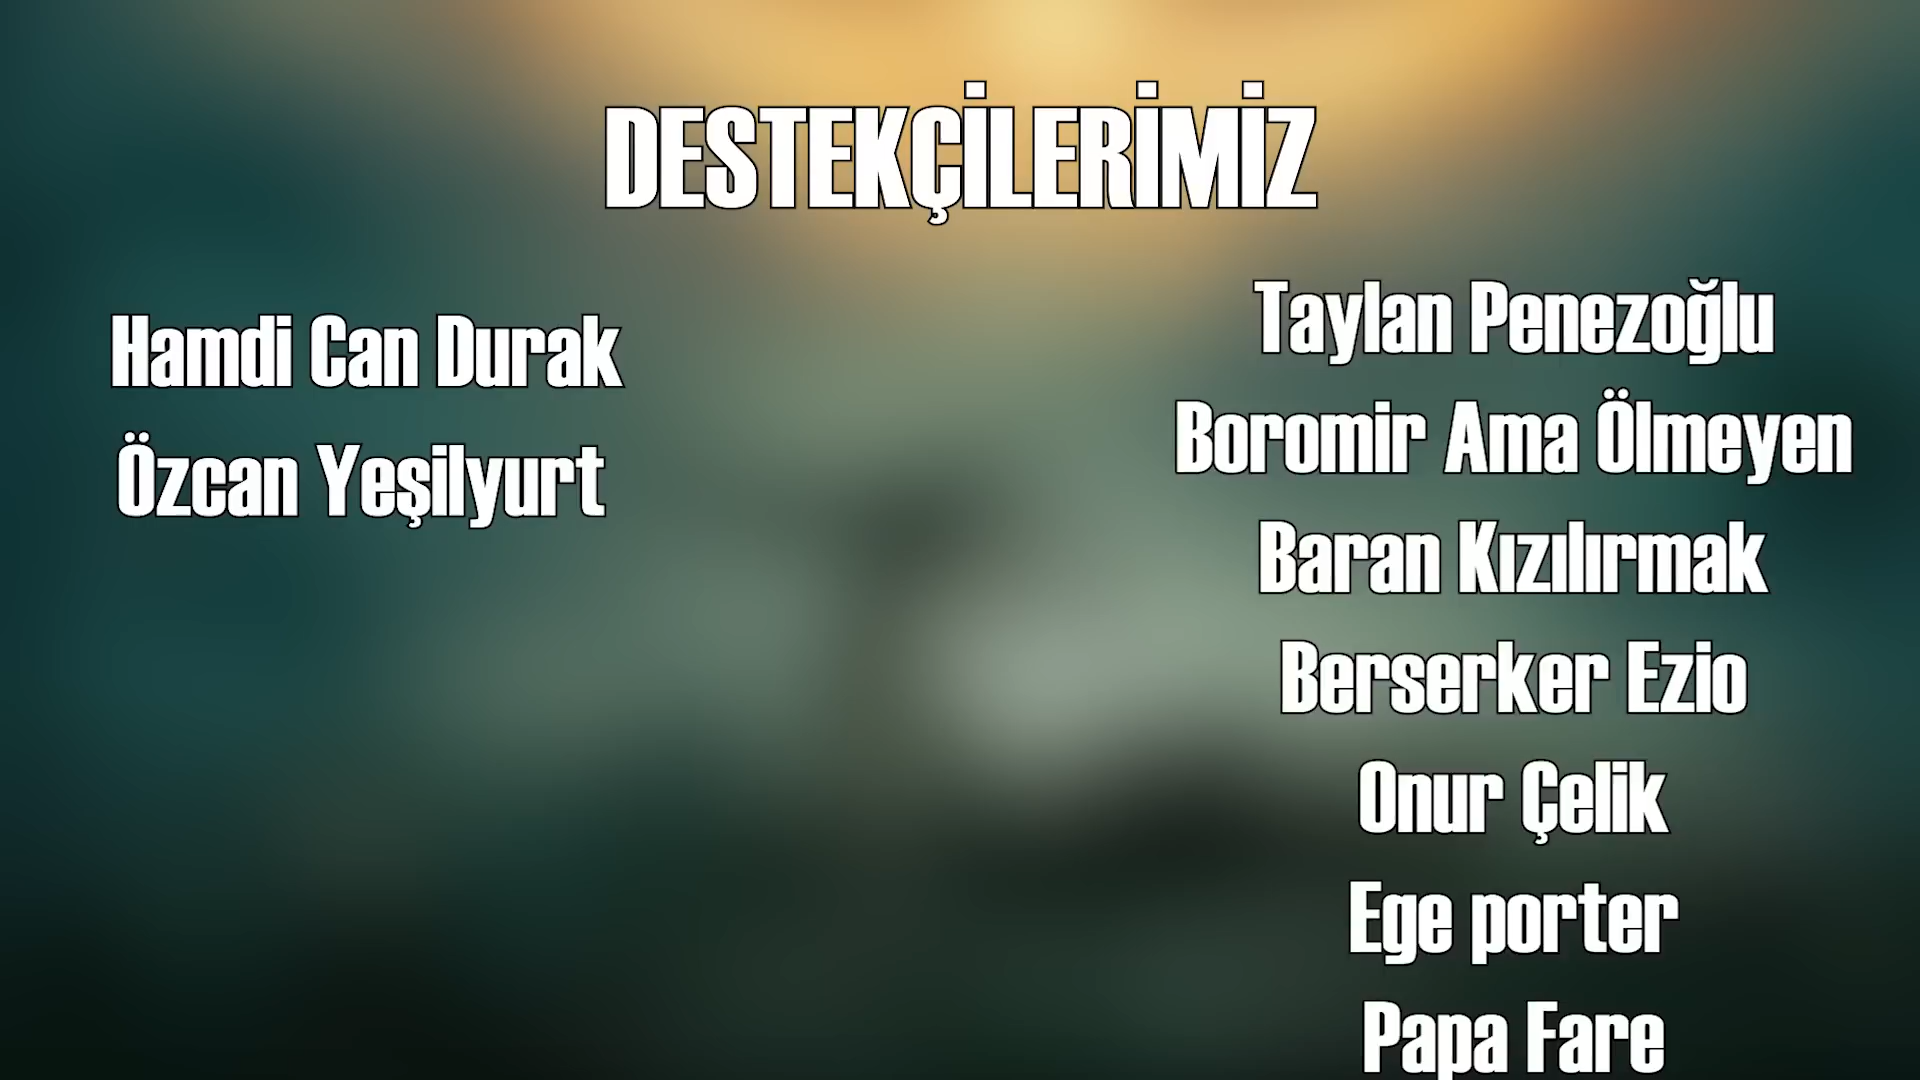 DESTEKÇİLERİMİZ
Hamdi Can Durak
Özcan Yeşilyurt
Taylan Penezoğlu
Boromir Ama Ölmeyen
Baran Kızılırmak
Berserker Ezio
Onur Çelik
Ege porter
Papa Fare